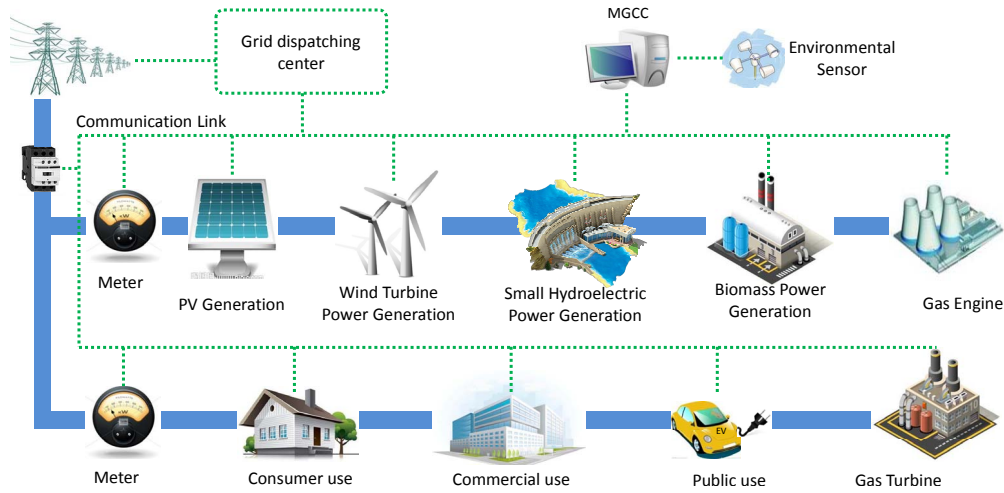 MGCC
Grid dispatching
center
Environmental
Sensor
Communication Link
Meter
PV Generation
Wind Turbine
Power Generation
Small Hydroelectric
Power Generation
Biomass Power
Generation
Gas Engine
EV
Meter
Consumer use
Commercial use
Public use
Gas Turbine